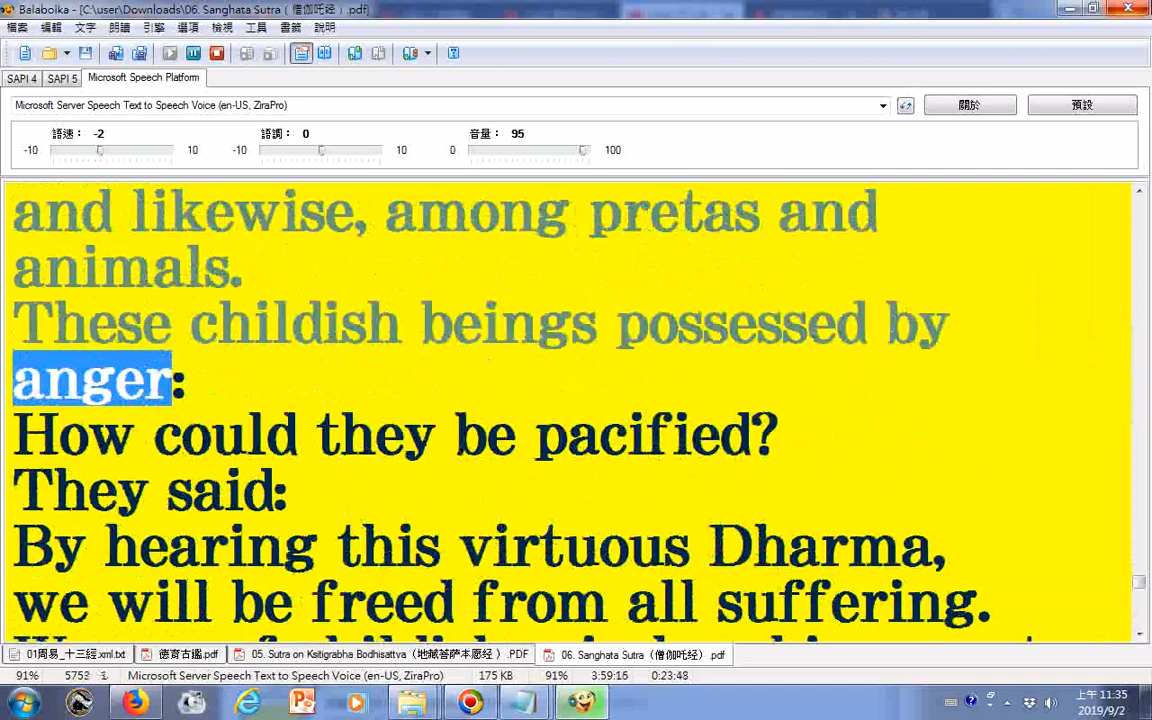 Balabolka - [C:\user\Downloads\06. Sanghata Sutra ( 僧伽吒经 ).pdf]
檔案 編輯 文字 朗讀 引擎 選項 檢視 工具 書籤 說明
SAPI 4 SAPI 5 Microsoft Speech Platform
Microsoft Server Speech Text to Speech Voice (en-US, ZiraPro) 關於 預設
語速： -2 語調： 0 音量： 95
-10 10 -10 10 0 100
and likewise, among pretas and
animals.
These childish beings possessed by
anger:
How could they be pacified?
They said:
By hearing this virtuous Dharma,
we will be freed from all suffering.
01周易_十三經.xml.txt 德育古鑑.pdf 05. Sutra on Ksitigrabha Bodhisattva（地藏菩萨本愿经）.PDF 06. Sanghata Sutra（僧伽吒经）.pdf
91% 5753 Microsoft Server Speech Text to Speech Voice (en-US, ZiraPro) 175 KB 91% 3:59:16 0:23:48
上午 11:35
2019/9/2